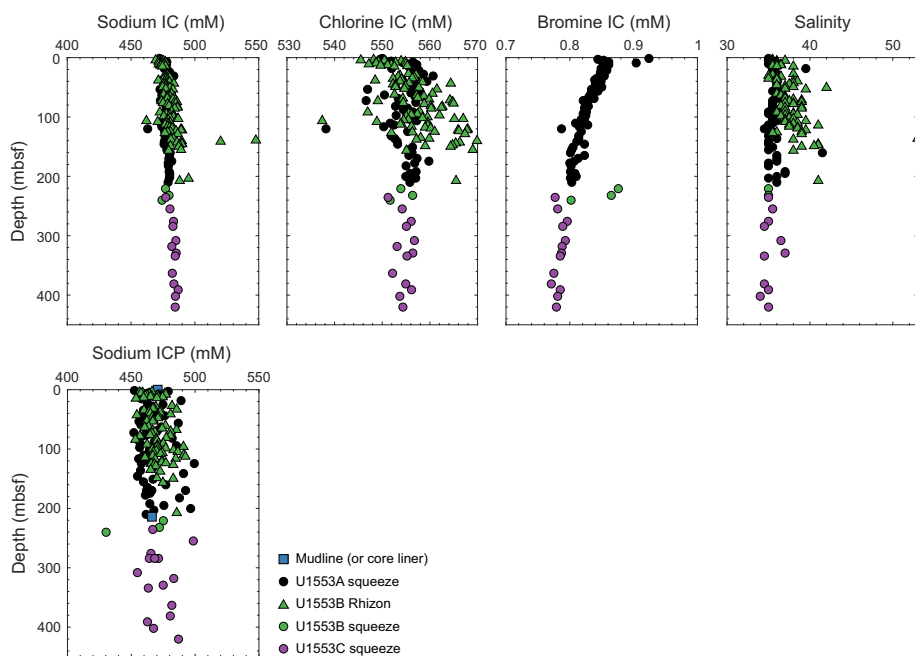 Sodium IC (mM)
400 450 500 550
Chlorine IC (mM)
530 550 560 570
Bromine IC (mM)
0.7 0.8 0.9 1
Salinity
30 40 50
Depth (mbsf)
0
100
200
300
400
Sodium ICP (mM)
400 450 500 550
Depth (mbsf)
0
100
200
300
400
Mudline (or core liner)
U1553A squeeze
U1553B Rhizon
U1553B squeeze
U1553C squeeze